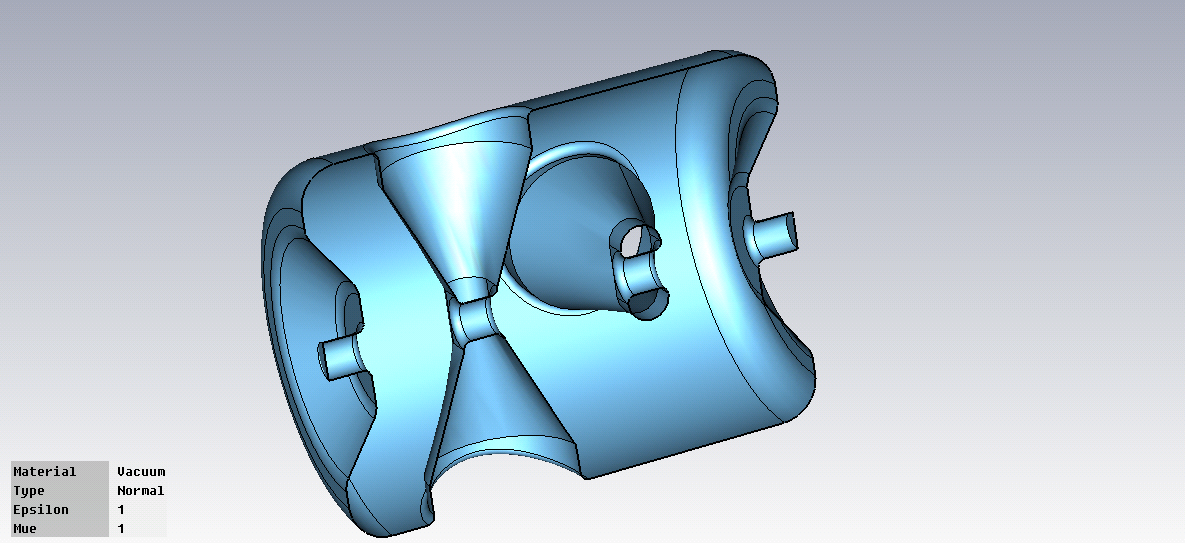 Material Vacuum
Type Normal
Epsilon 1
Mue 1